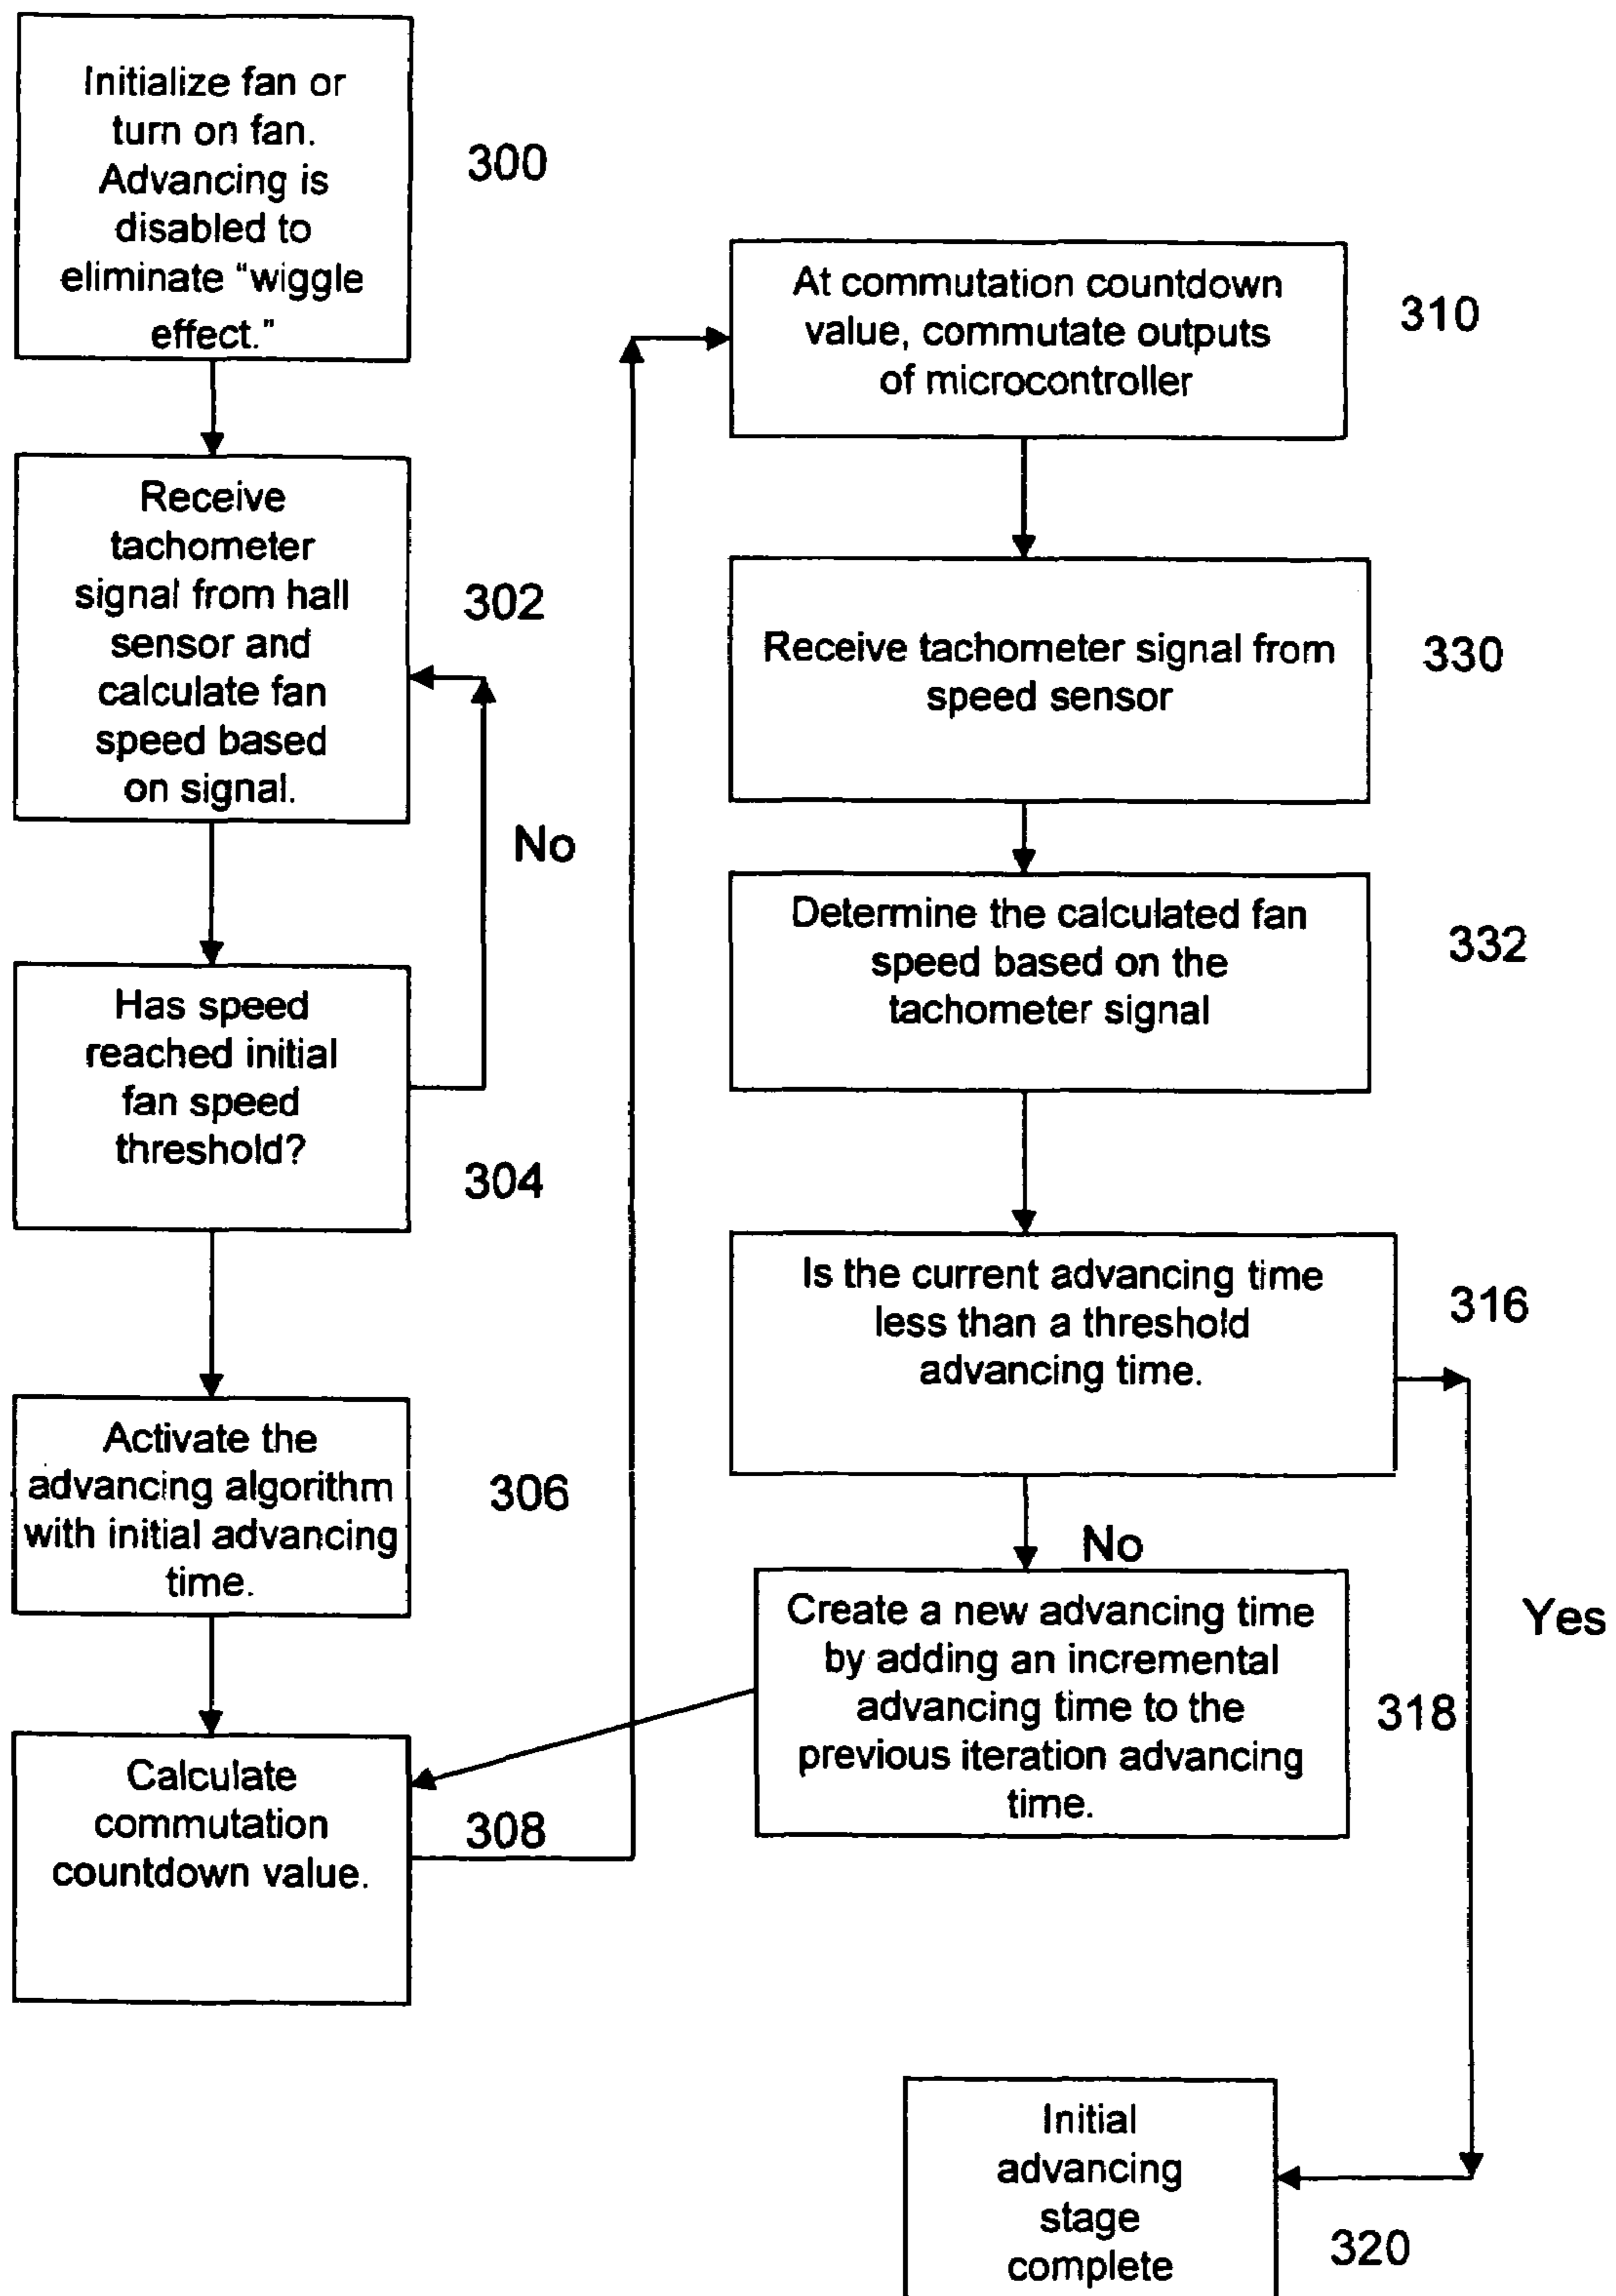 Initialize fan or
turn on fan.
Advancing is
disabled to
eliminate “wiggle
effect.”
300
Receive
tachometer
signal from hall
sensor and
calculate fan
speed based
on signal.
302
No
Has speed
reached initial
fan speed
threshold?
304
Activate the
advancing algorithm
with initial advancing
time.
306
Calculate
commutation
countdown value.
308
At commutation countdown
value, commutate outputs
of microcontroller
310
Receive tachometer signal from
speed sensor
330
Determine the calculated fan
speed based on the
tachometer signal
332
Is the current advancing time
less than a threshold
advancing time.
316
No
Yes
Create a new advancing time
by adding an incremental
advancing time to the
previous iteration advancing
time.
318
Initial
advancing
stage
complete
320